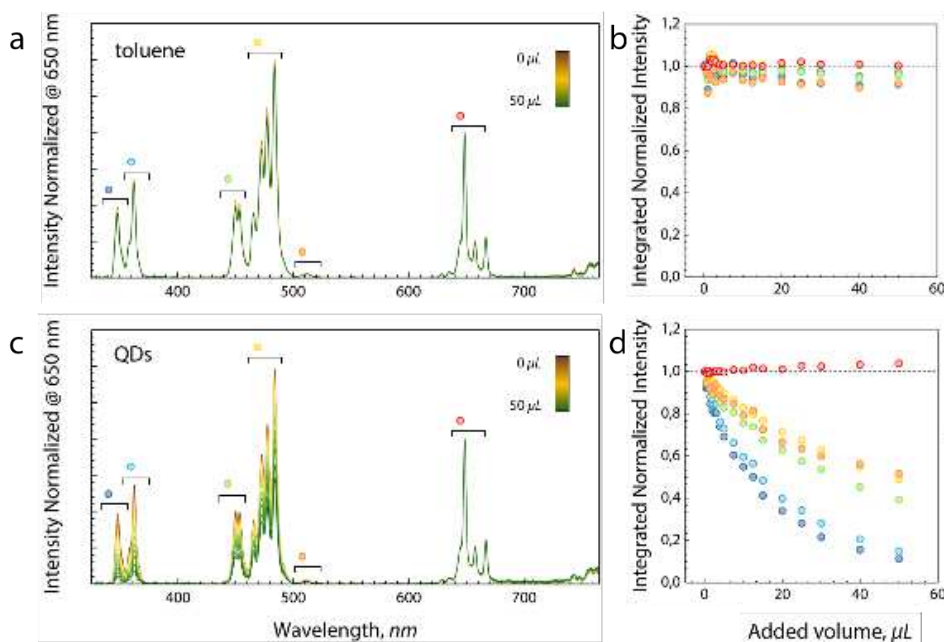 a
Intensity Normalized @ 650 nm
toluene
0 µL
50 µL
400
500
600
700
b
Integrated Normalized Intensity
1,2
1,0
0,8
0,6
0,4
0,2
0,0
0
20
40
60
c
Intensity Normalized @ 650 nm
QDs
0 µL
50 µL
400
500
600
700
Wavelength, nm
d
Integrated Normalized Intensity
1,2
1,0
0,8
0,6
0,4
0,2
0,0
0
20
40
60
Added volume, µL